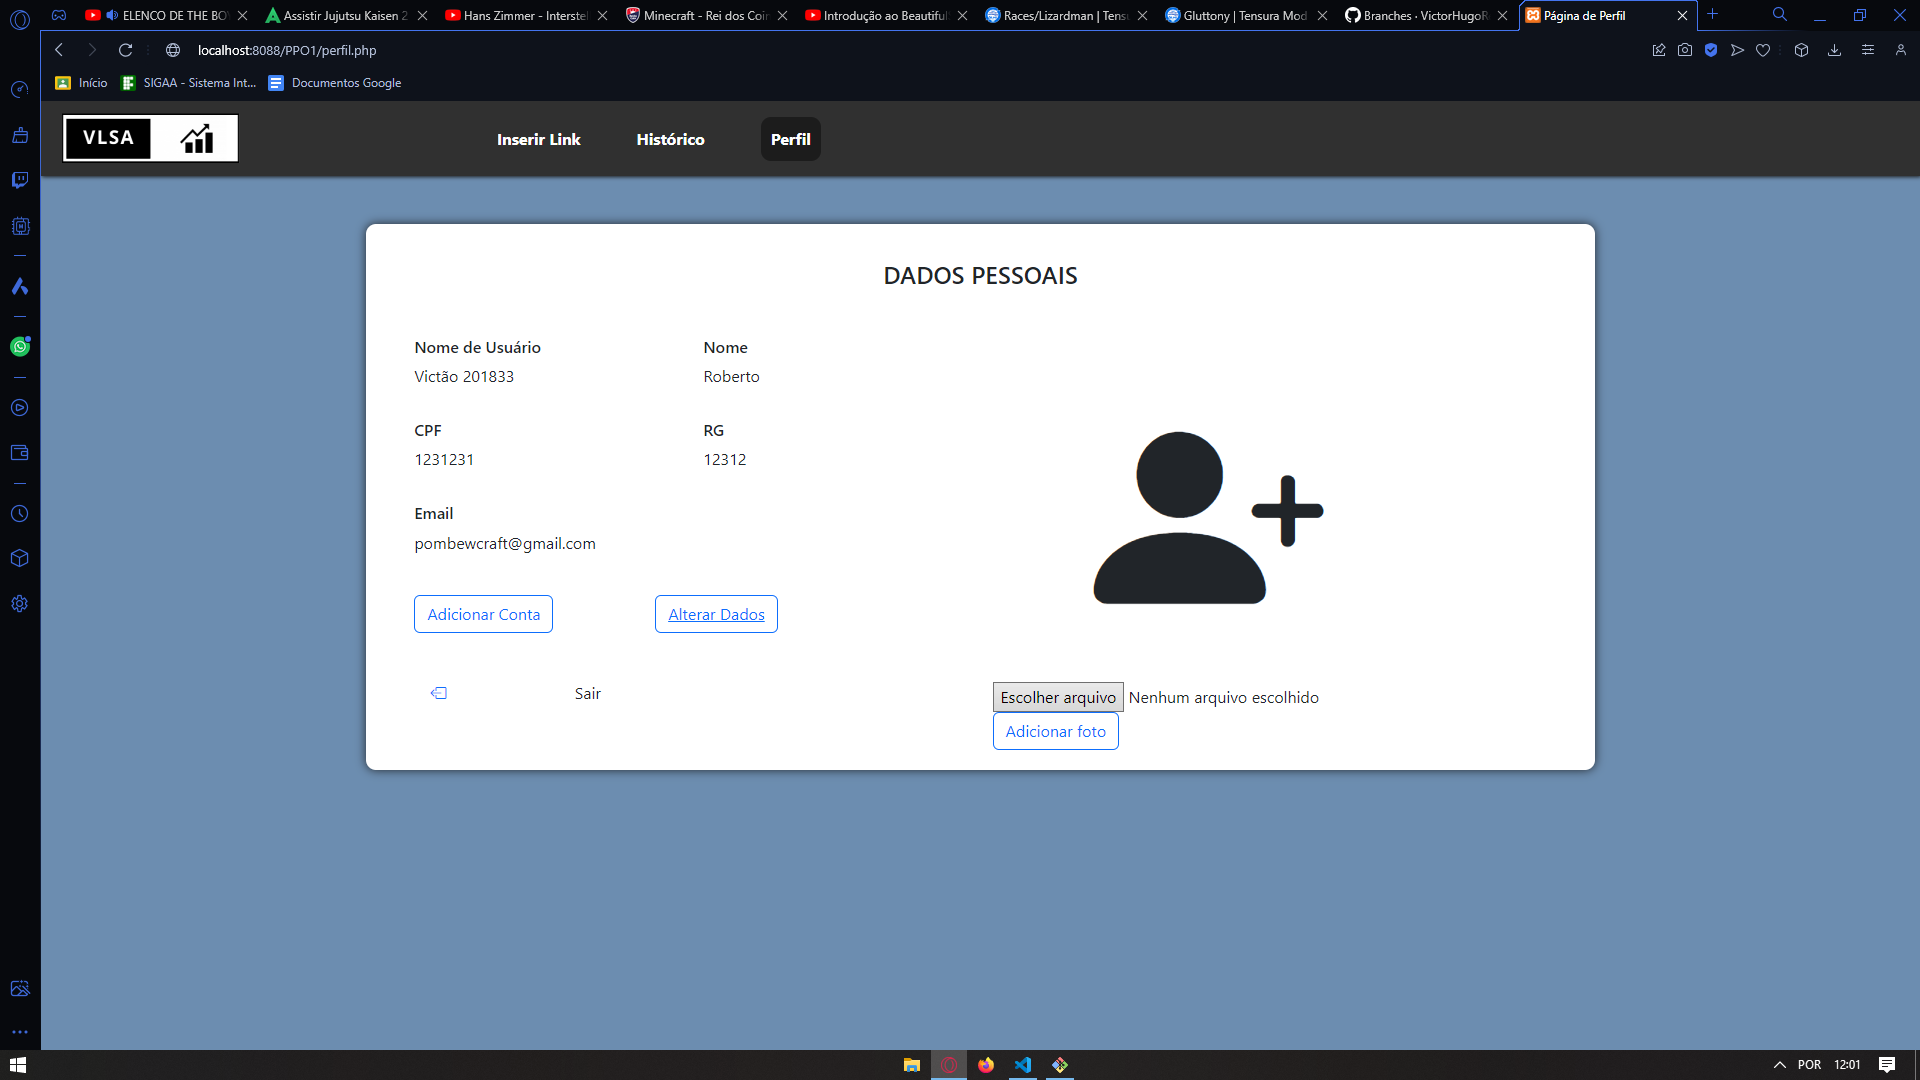 ELENCO DE THE BO
Assistir Jujutsu Kaisen 2
Hans Zimmer - Interstel
Minecraft - Rei dos Coin
Introdução ao Beautiful
Races/Lizardman | Tensu
Gluttony | Tensura Mod
Branches · VictorHugoR
Página de Perfil
localhost:8088/PPO1/perfil.php
Início
SIGAA - Sistema Int...
Documentos Google
VLSA
Inserir Link
Histórico
Perfil
DADOS PESSOAIS
Nome de Usuário
Nome
Victão 201833
Roberto
CPF
RG
1231231
12312
Email
pombewcraft@gmail.com
Adicionar Conta
Alterar Dados
Sair
Escolher arquivo Nenhum arquivo escolhido
Adicionar foto
POR
12:01